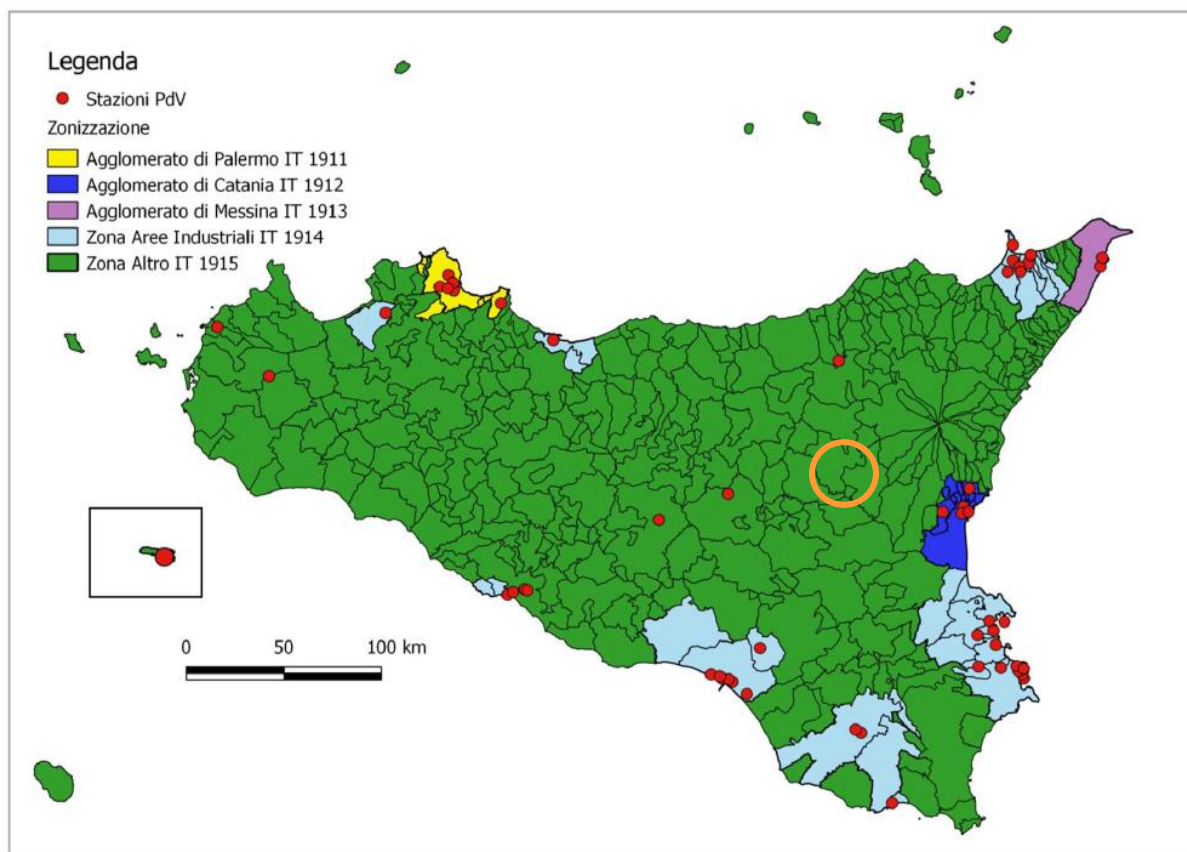 Legenda
Stazioni PdV
Zonizzazione
Agglomerato di Palermo IT 1911
Agglomerato di Catania IT 1912
Agglomerato di Messina IT 1913
Zona Aree Industriali IT 1914
Zona Altro IT 1915
0 50 100 km